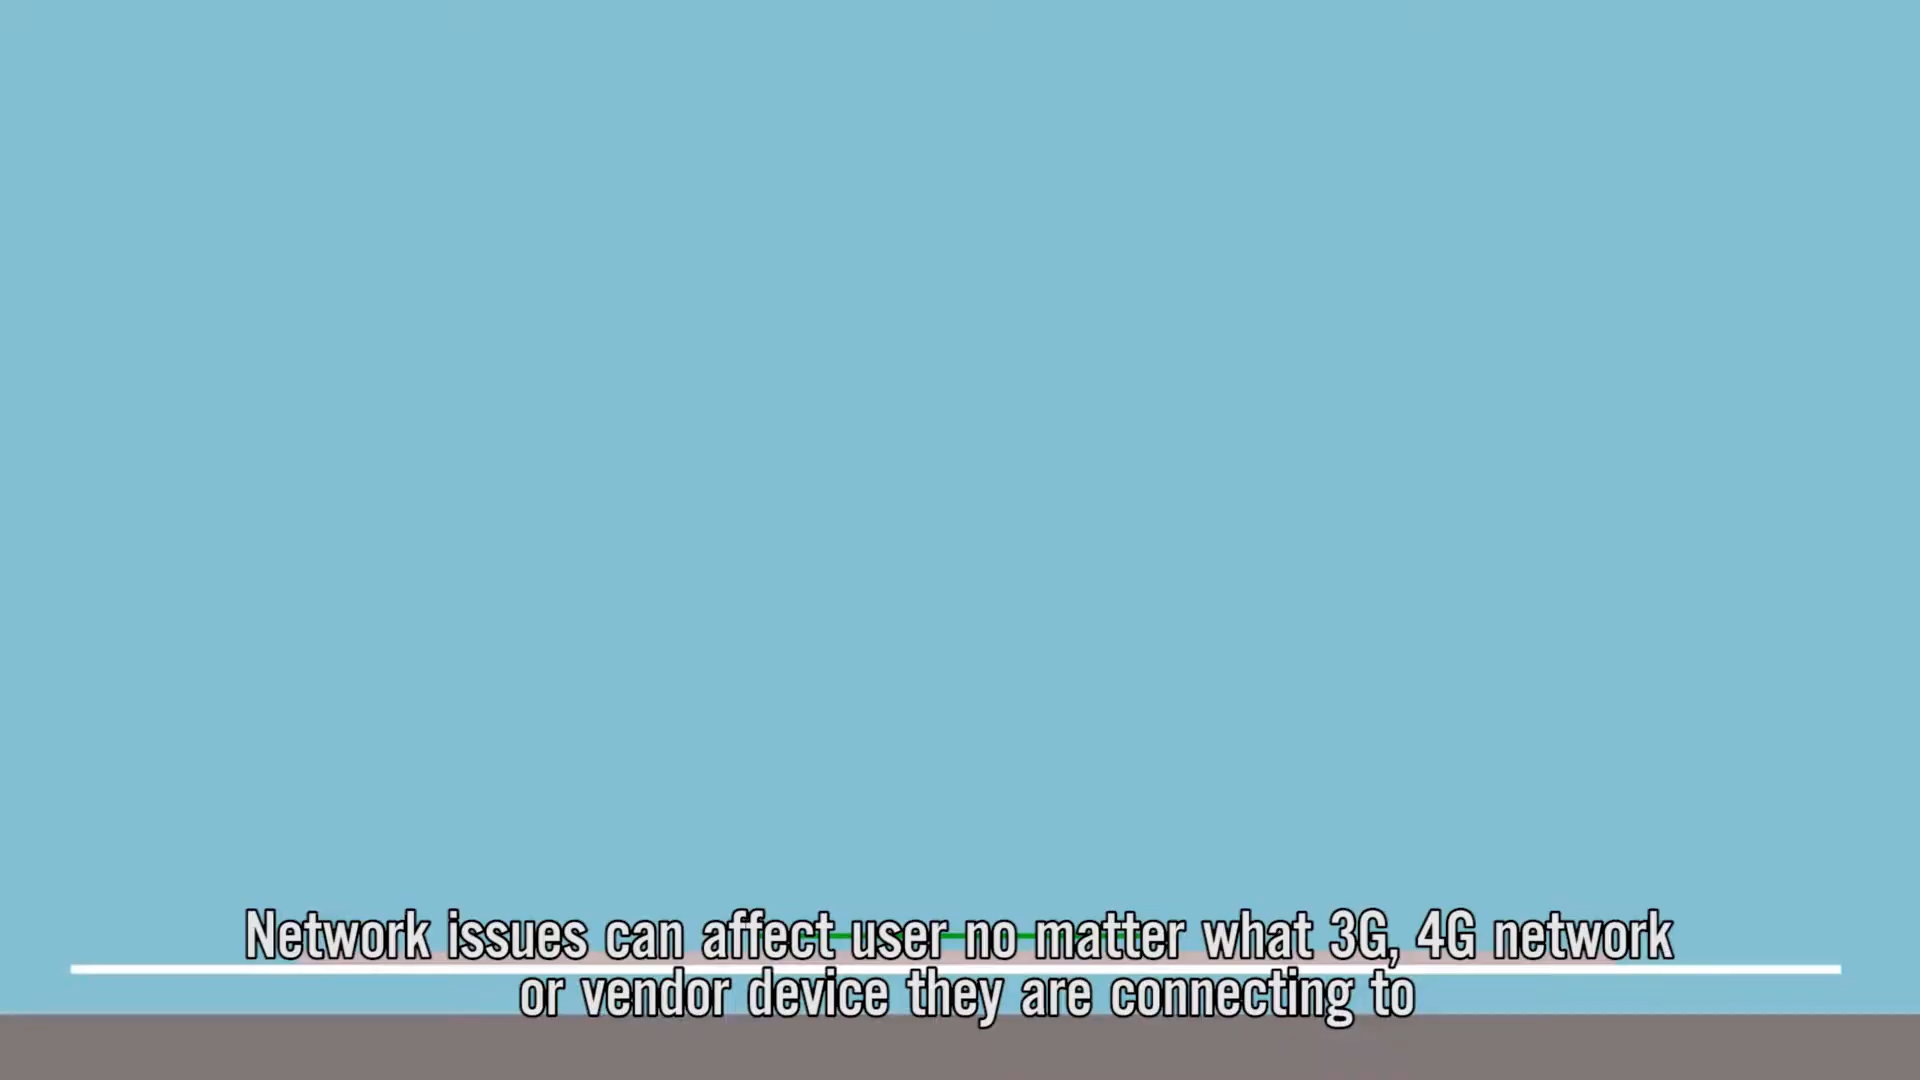 Network issues can affect user no matter what 3G, 4G network
or vendor device they are connecting to